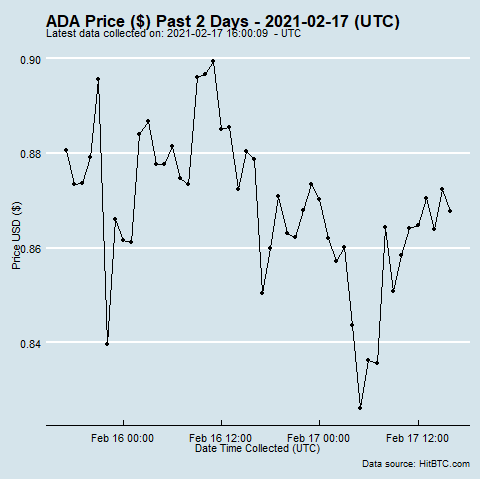 ADA Price ($) Past 2 Days - 2021-02-17 (UTC)
Latest data collected on: 2021-02-17 16:00:09  - UTC
0.90
0.88
0.86
0.84
Price USD ($)
Feb 16 00:00 Feb 16 12:00 Feb 17 00:00 Feb 17 12:00
Date Time Collected (UTC)
Data source: HitBTC.com